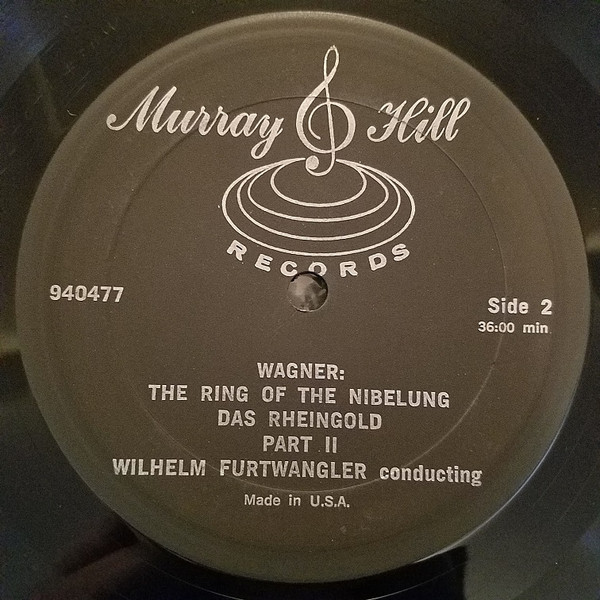 Murray Hill
RECORDS
940477
Side 2
36:00 min.
WAGNER:
THE RING OF THE NIBELUNG
DAS RHEINGOLD
PART II
WILHELM FURTWANGLER conducting
Made in U.S.A.